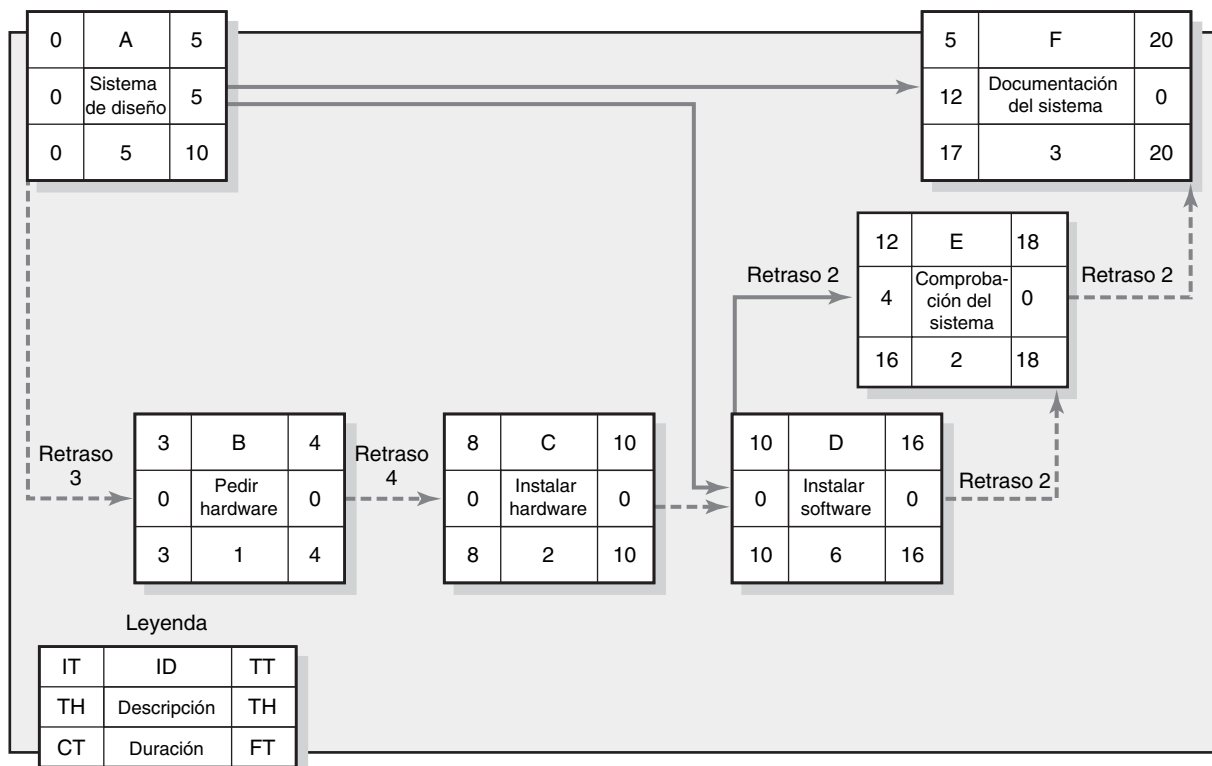 0 A 5
0 Sistema de diseño 5
0 5 10
5 F 20
12 Documentación del sistema 0
17 3 20
12 E 18
Retraso 2
4 Comproba-
ción del
sistema 0
Retraso 2
16 2 18
Retraso
3
3 B 4
0 Pedir
hardware 0
3 1 4
Retraso
4
8 C 10
0 Instalar
hardware 0
8 2 10
10 D 16
0 Instalar
software 0
10 6 16
Retraso 2
Leyenda
IT ID TT
TH Descripción TH
CT Duración FT